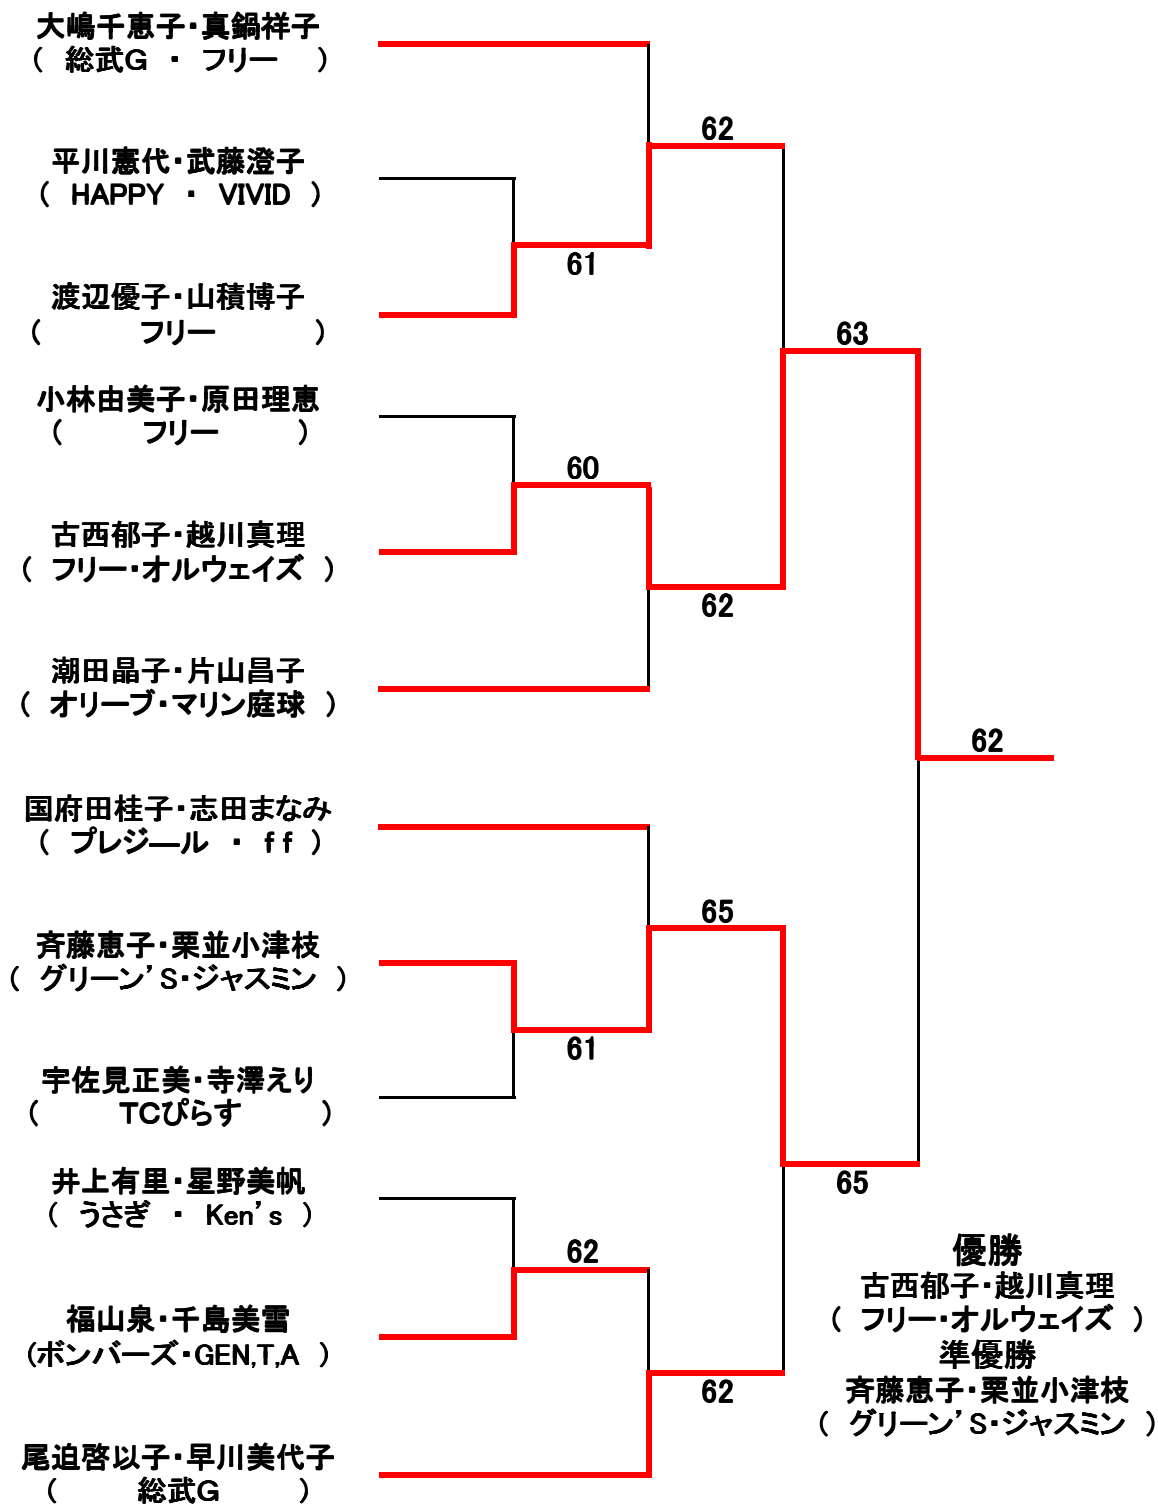 大嶋千恵子・真鍋祥子
( 総武G ・ フリー )
62
平川憲代・武藤澄子
( HAPPY ・ VIVID )
61
渡辺優子・山積博子
( フリー )
63
小林由美子・原田理恵
( フリー )
60
古西郁子・越川真理
( フリー・オルウェイズ )
62
潮田晶子・片山昌子
( オリーブ・マリン庭球 )
62
国府田桂子・志田まなみ
( プレジール ・ ff )
65
斉藤恵子・栗並小津枝
( グリーン’S・ジャスミン )
61
宇佐見正美・寺澤えり
( TCぴらす )
井上有里・星野美帆
( うさぎ ・ Ken’s )
65
62
福山泉・千島美雪
(ボンバーズ・GEN,T,A )
62
尾迫啓以子・早川美代子
( 総武G )
優勝
古西郁子・越川真理
( フリー・オルウェイズ )
準優勝
斉藤恵子・栗並小津枝
( グリーン’S・ジャスミン )